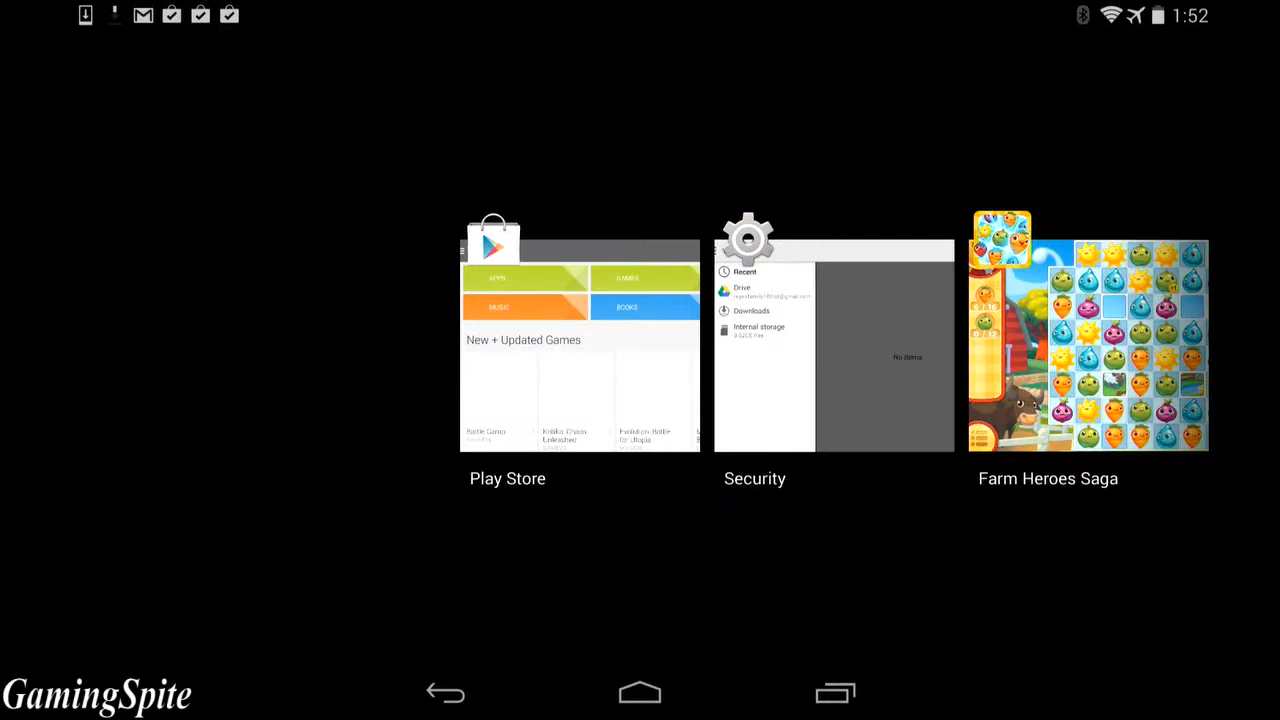 1:52
APPS
GAMES
MUSIC
BOOKS
New + Updated Games
Battle Camp
Kritika: Chaos
Unleashed
Evolution: Battle
for Utopia
Play Store
Recent
Drive
Downloads
Internal storage
No items
Security
Farm Heroes Saga
GamingSpite